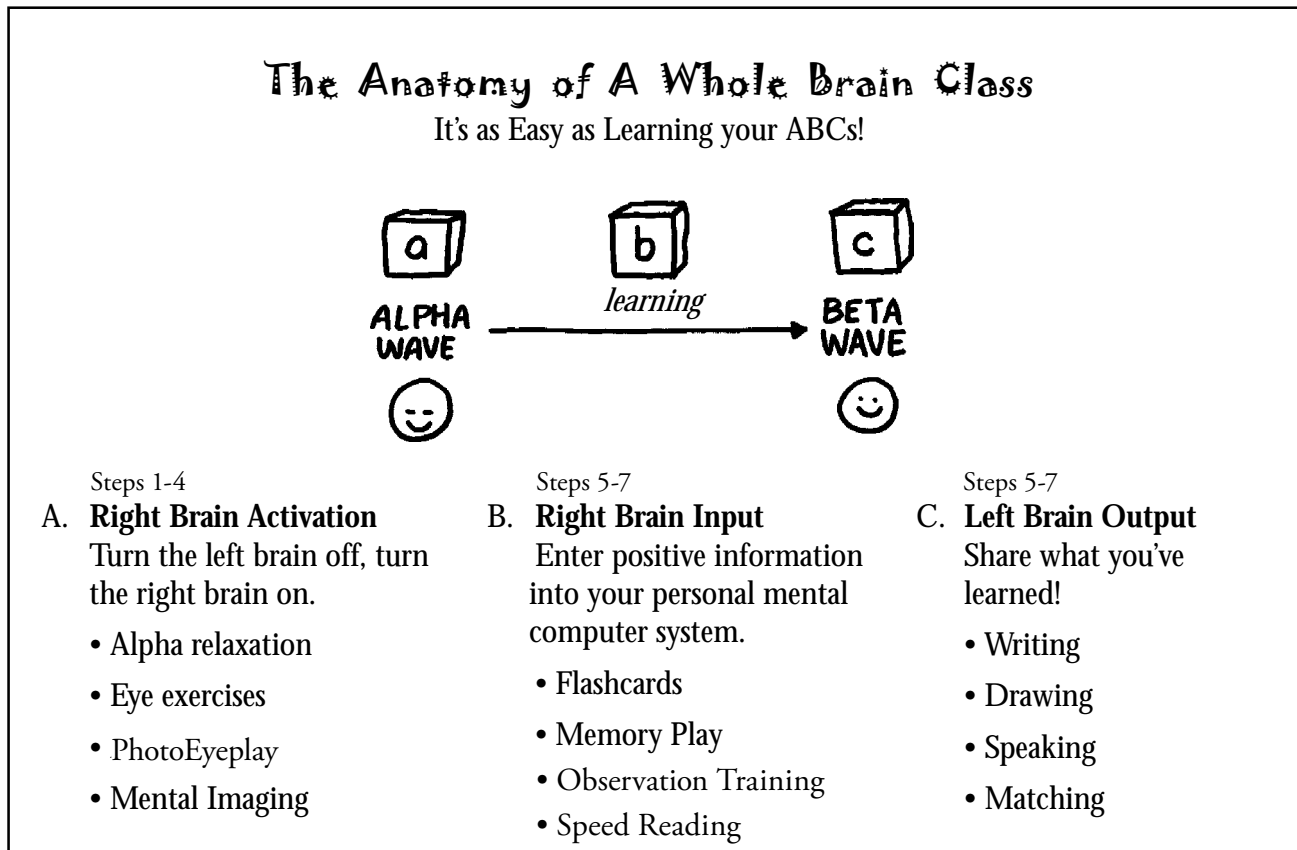 The Anatomy of A Whole Brain Class
It's as Easy as Learning your ABCs!
a
b
c
learning
ALPHA
WAVE
BETA
WAVE
Steps 1-4
A. Right Brain Activation
Turn the left brain off, turn
the right brain on.
• Alpha relaxation
• Eye exercises
• PhotoEyeplay
• Mental Imaging
Steps 5-7
B. Right Brain Input
Enter positive information
into your personal mental
computer system.
• Flashcards
• Memory Play
• Observation Training
• Speed Reading
Steps 5-7
C. Left Brain Output
Share what you've
learned!
• Writing
• Drawing
• Speaking
• Matching